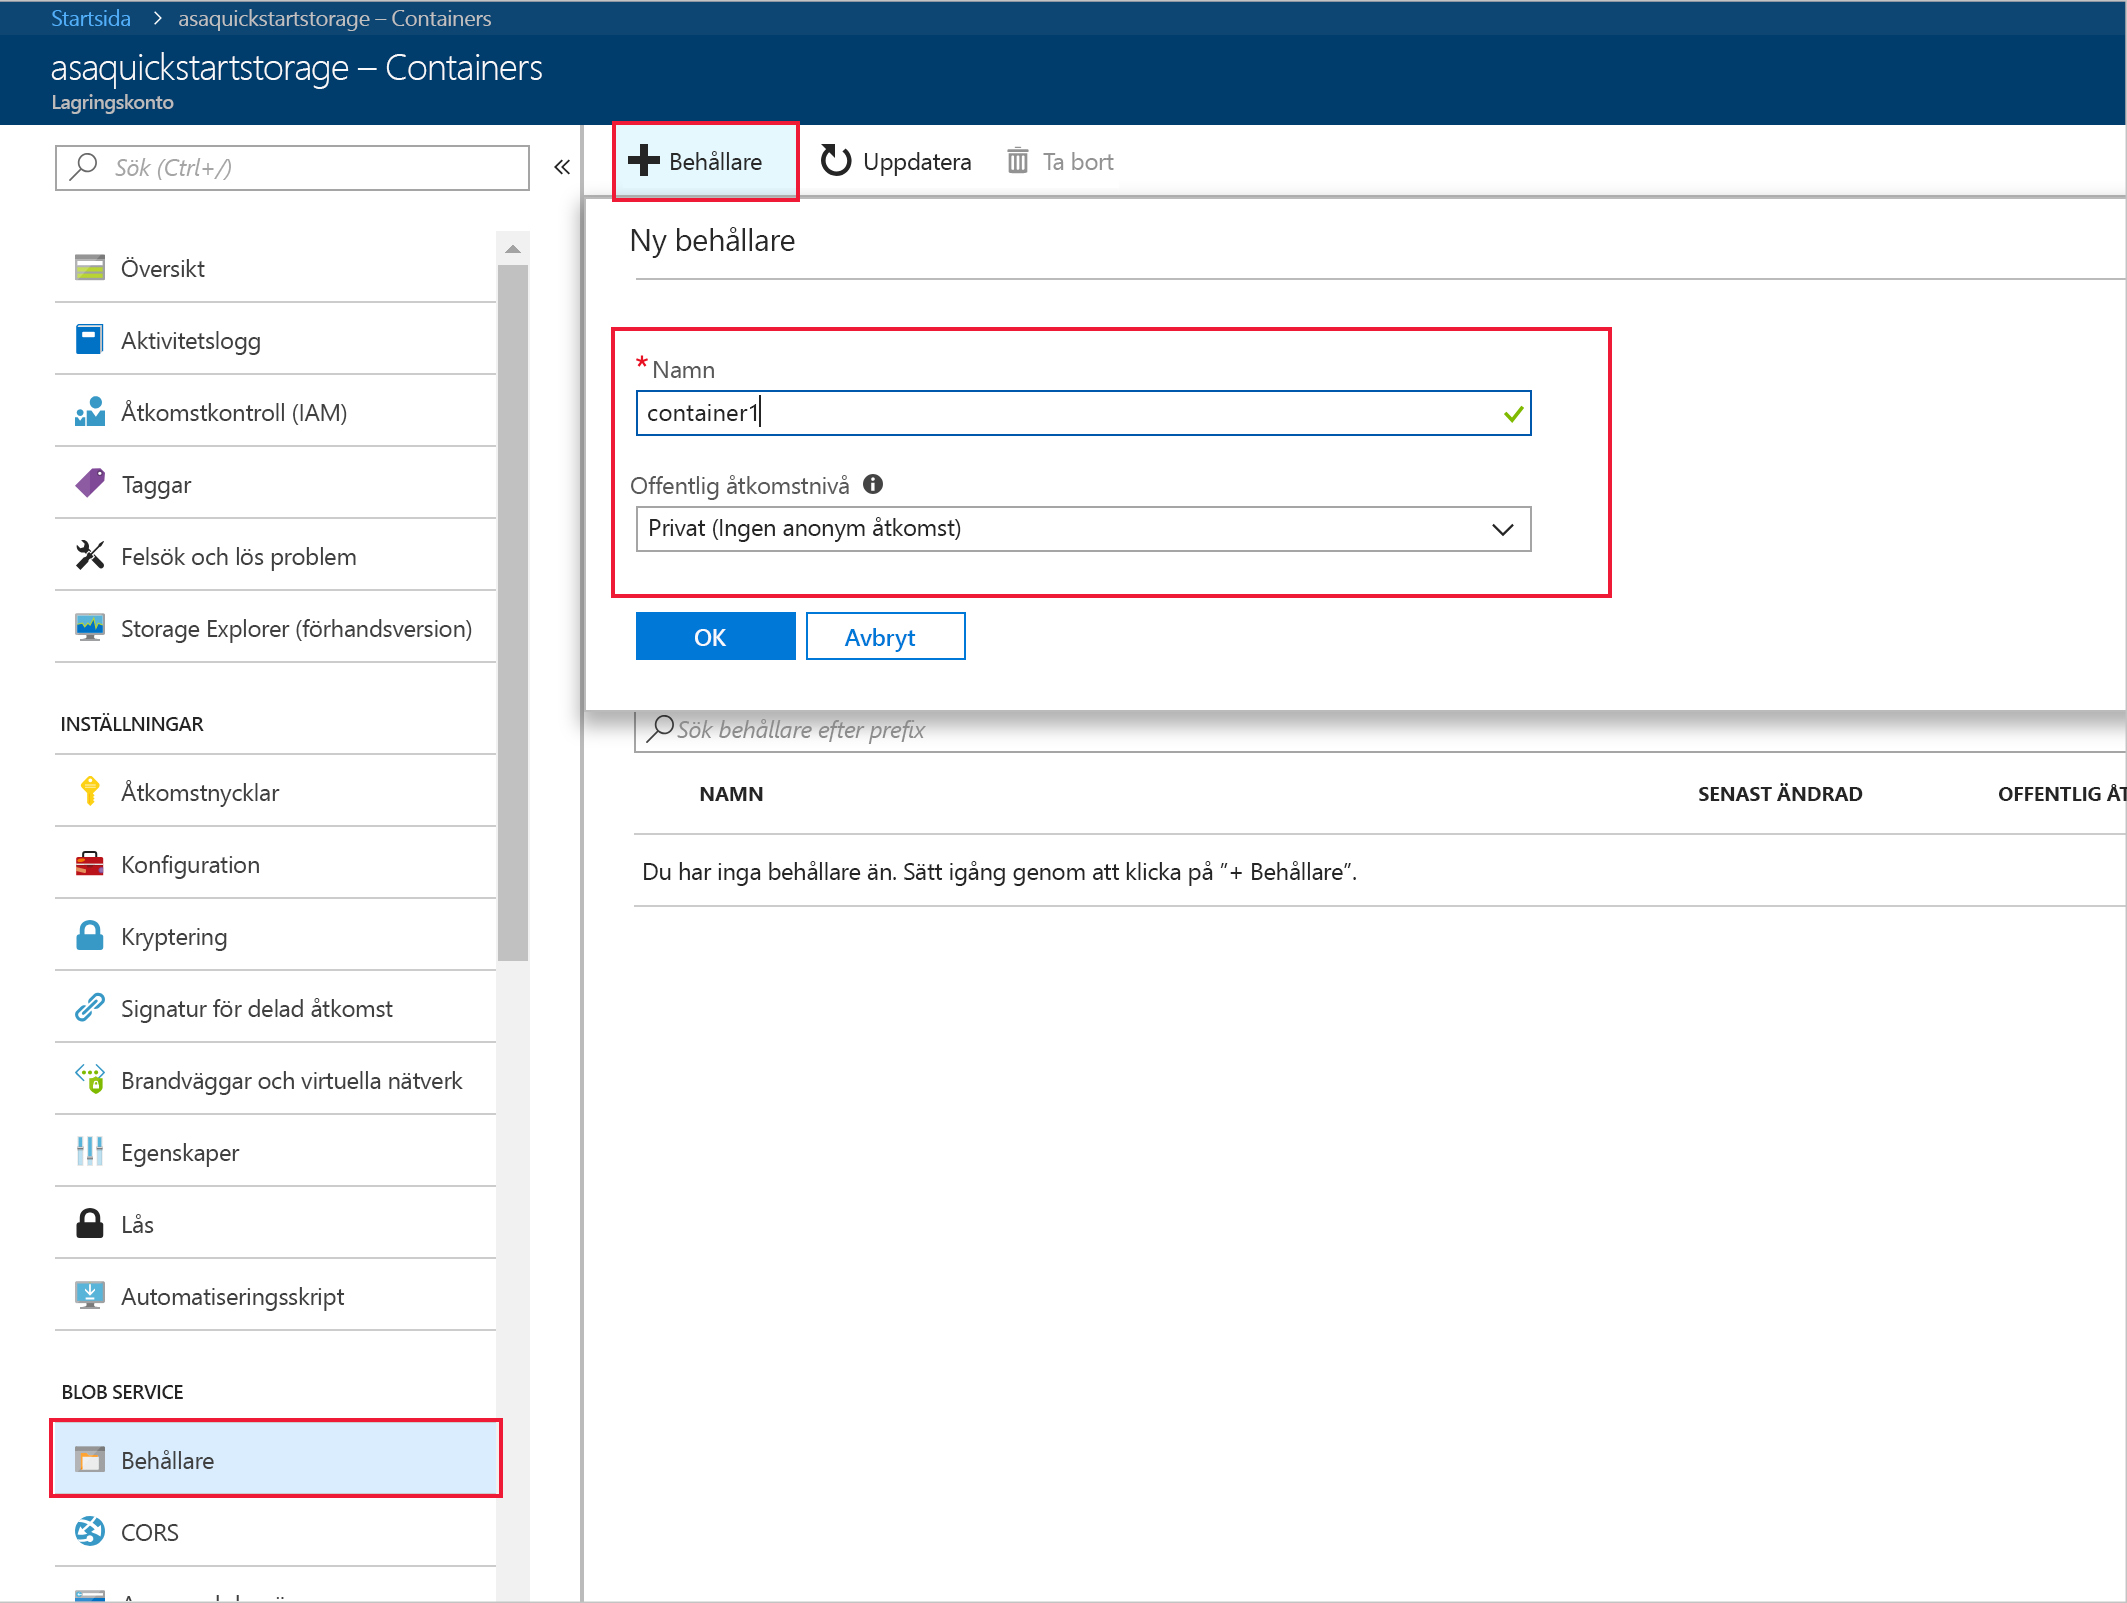 Startsida > asaquickstartstorage – Containers
asaquickstartstorage – Containers
Lagringskonto
Sök (Ctrl+/)
«
Översikt
Aktivitetslogg
Åtkomstkontroll (IAM)
Taggar
Felsök och lös problem
Storage Explorer (förhandsversion)
INSTÄLLNINGAR
Åtkomstnycklar
Konfiguration
Kryptering
Signatur för delad åtkomst
Brandväggar och virtuella nätverk
Egenskaper
Lås
Automatiseringsskript
BLOB SERVICE
Behållare
CORS
Behållare Uppdatera Ta bort
Ny behållare
* Namn
container1
Offentlig åtkomstnivå
Privat (Ingen anonym åtkomst)
OK Avbryt
Sök behållare efter prefix
NAMN SENAST ÄNDRAD OFFENTLIG ÅT
Du har inga behållare än. Sätt igång genom att klicka på ”+ Behållare”.